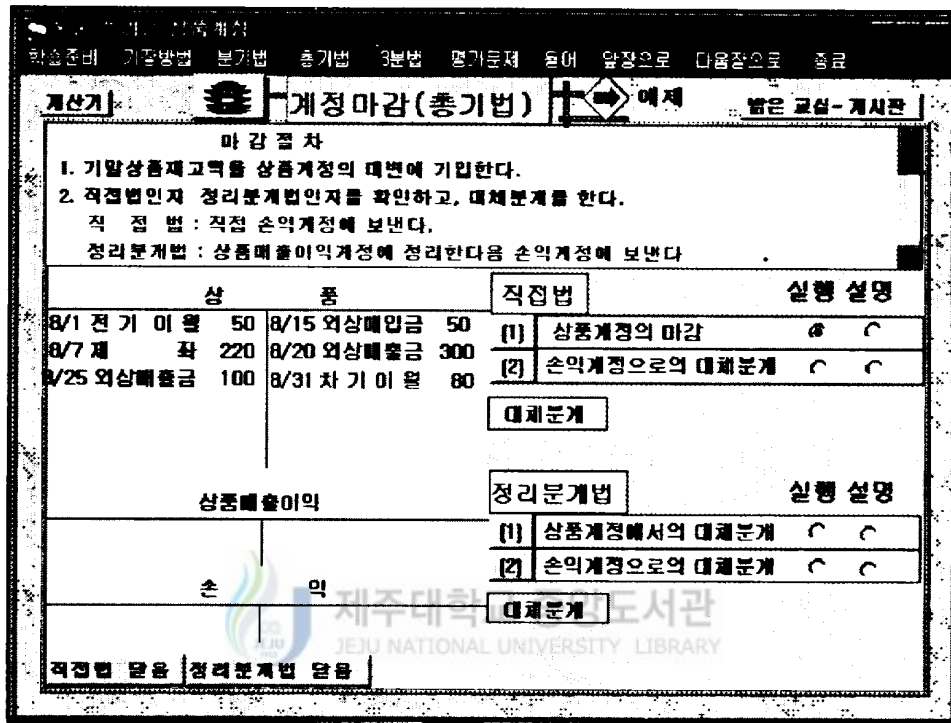 상품계정
학습준비 기장방법 분기법 총기법 3분법 평가문제 용어 앞장으로 다음장으로 종료
계산기 계정마감(총기법) 예제 밝은 교실-게시판
마 감 절 차
1. 기말상품재고액을 상품계정의 대변에 기입한다.
2. 직접법인지 정리분개법인지를 확인하고, 대체분개를 한다.
직 접 법 : 직접 손익계정에 보낸다.
정리분개법 : 상품매출이익계정에 정리한다음 손익계정에 보낸다
상 품
8/1 전 기 이 월 50 8/15 외상매입금 50
8/7 제 좌 220 8/20 외상매출금 300
8/25 외상매출금 100 8/31 차 기 이 월 80
상품매출이익
손 익
직접법 닫음 정리분개법 닫음
직접법 실행 설명
[1] 상품계정의 마감
[2] 손익계정으로의 대체분개
대체분개
정리분개법 실행 설명
[1] 상품계정에서의 대체분개
[2] 손익계정으로의 대체분개
대체분개
제주대학교 중앙도서관
JEJU NATIONAL UNIVERSITY LIBRARY